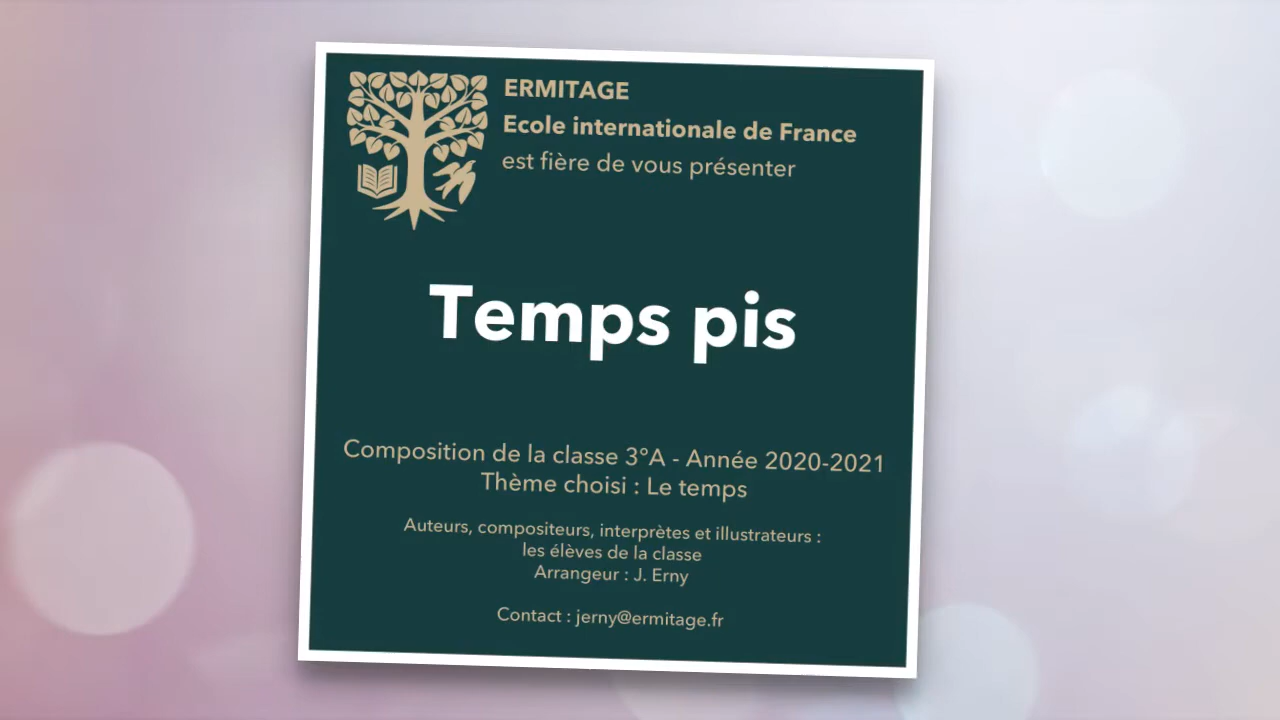 ERMITAGE
Ecole internationale de France
est fière de vous présenter
Temps pis
Composition de la classe 3°A - Année 2020-2021
Thème choisi : Le temps
Auteurs, compositeurs, interprètes et illustrateurs :
les élèves de la classe
Arrangeur : J. Erny
Contact : jerny@ermitage.fr